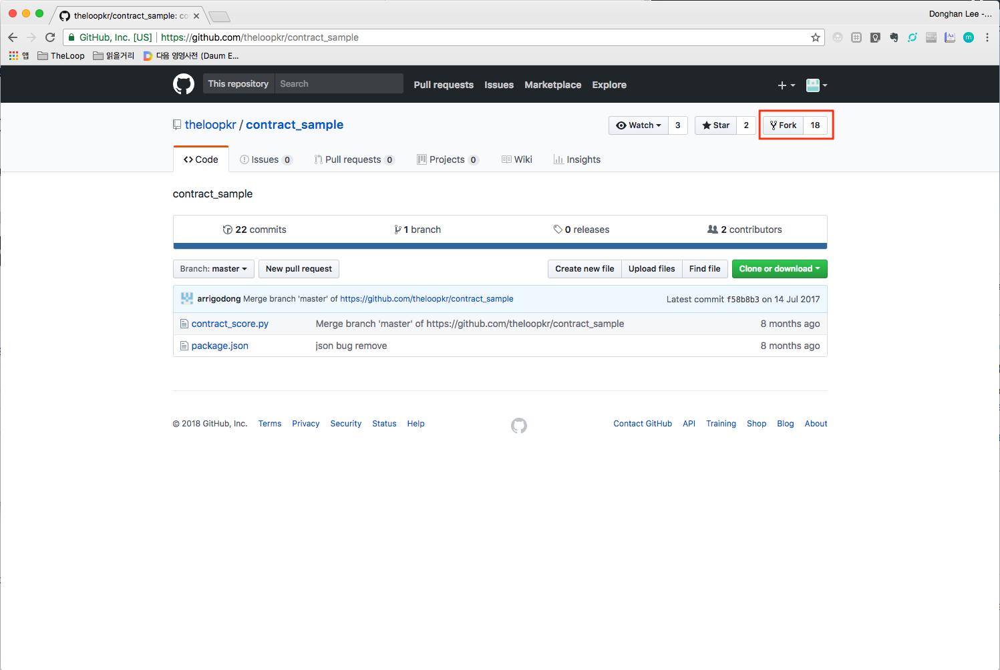 theloopkr/contract_sample: co
Donghan Lee -...
GitHub, Inc. [US] https://github.com/theloopkr/contract_sample
앱 TheLoop 읽을거리 다음 영영사전 (Daum E...
This repository Search Pull requests Issues Marketplace Explore
theloopkr / contract_sample Watch 3 Star 2 Fork 18
Code Issues 0 Pull requests 0 Projects 0 Wiki Insights
contract_sample
22 commits 1 branch 0 releases 2 contributors
Branch: master New pull request Create new file Upload files Find file Clone or download
arrigodong Merge branch 'master' of https://github.com/theloopkr/contract_sample Latest commit f58b8b3 on 14 Jul 2017
contract_score.py Merge branch 'master' of https://github.com/theloopkr/contract_sample 8 months ago
package.json json bug remove 8 months ago
© 2018 GitHub, Inc. Terms Privacy Security Status Help Contact GitHub API Training Shop Blog About